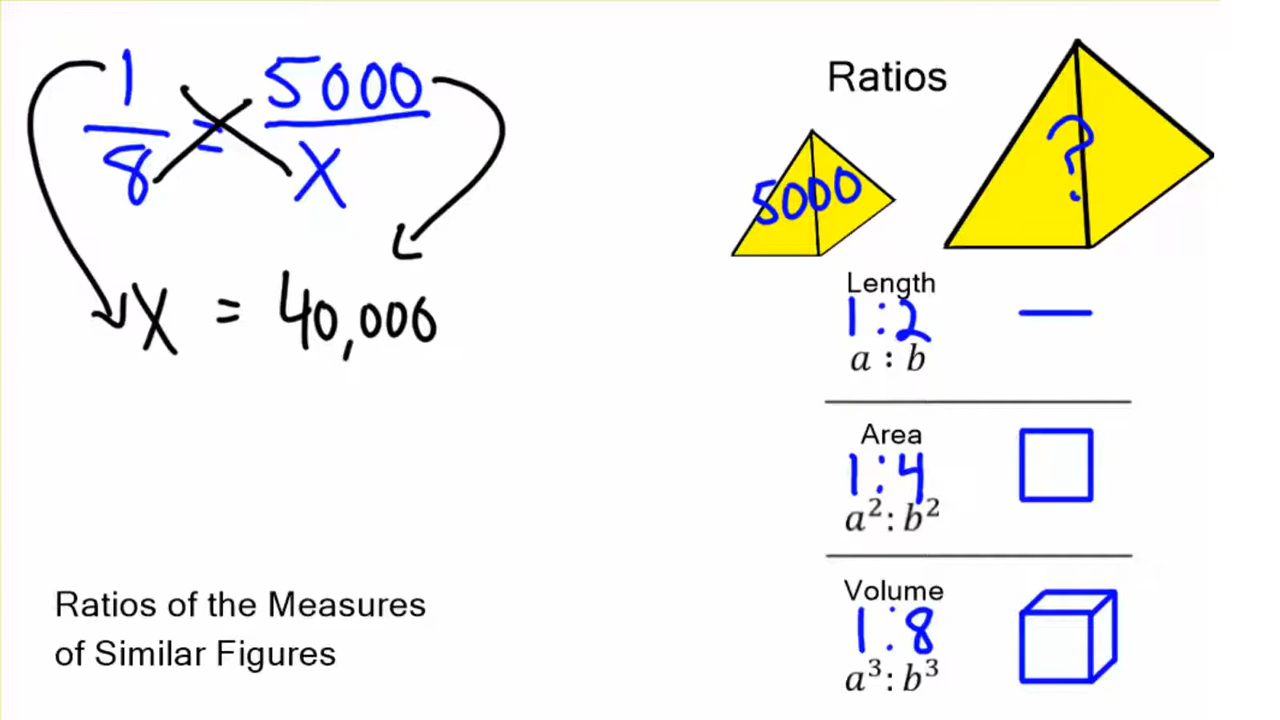 1/8 = 5000/X
X = 40,000
Ratios of the Measures
of Similar Figures
Ratios
5000
?
Length
1:2
a : b
Area
1:4
a²: b²
Volume
1:8
a³: b³